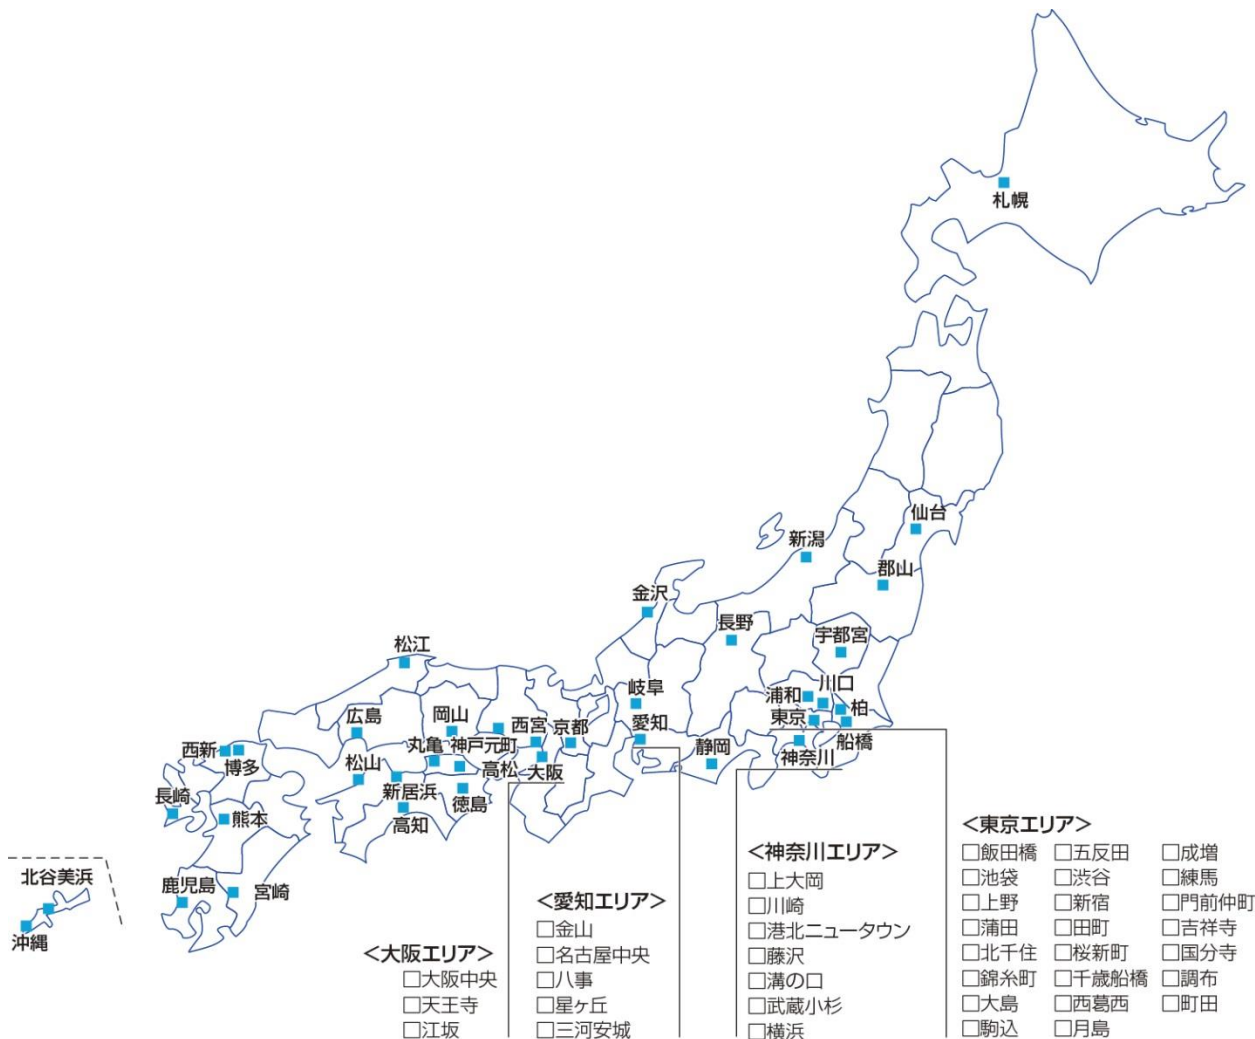 札幌
仙台
新潟
郡山
金沢
長野
宇都宮
松江
岐阜
浦和
川口
柏
広島
岡山
西宮
京都
愛知
東京
船橋
西新
博多
丸亀
神戸元町
静岡
神奈川
松山
高松
大阪
長崎
新居浜
徳島
熊本
高知
北谷美浜
鹿児島
宮崎
沖縄
＜大阪エリア＞
□大阪中央
□天王寺
□江坂
＜愛知エリア＞
□金山
□名古屋中央
□八事
□星ヶ丘
□三河安城
＜神奈川エリア＞
□上大岡
□川崎
□港北ニュータウン
□藤沢
□溝の口
□武蔵小杉
□横浜
＜東京エリア＞
□飯田橋 □五反田 □成増
□池袋 □渋谷 □練馬
□上野 □新宿 □門前仲町
□蒲田 □田町 □吉祥寺
□北千住 □桜新町 □国分寺
□錦糸町 □千歳船橋 □調布
□大島 □西葛西 □町田
□駒込 □月島